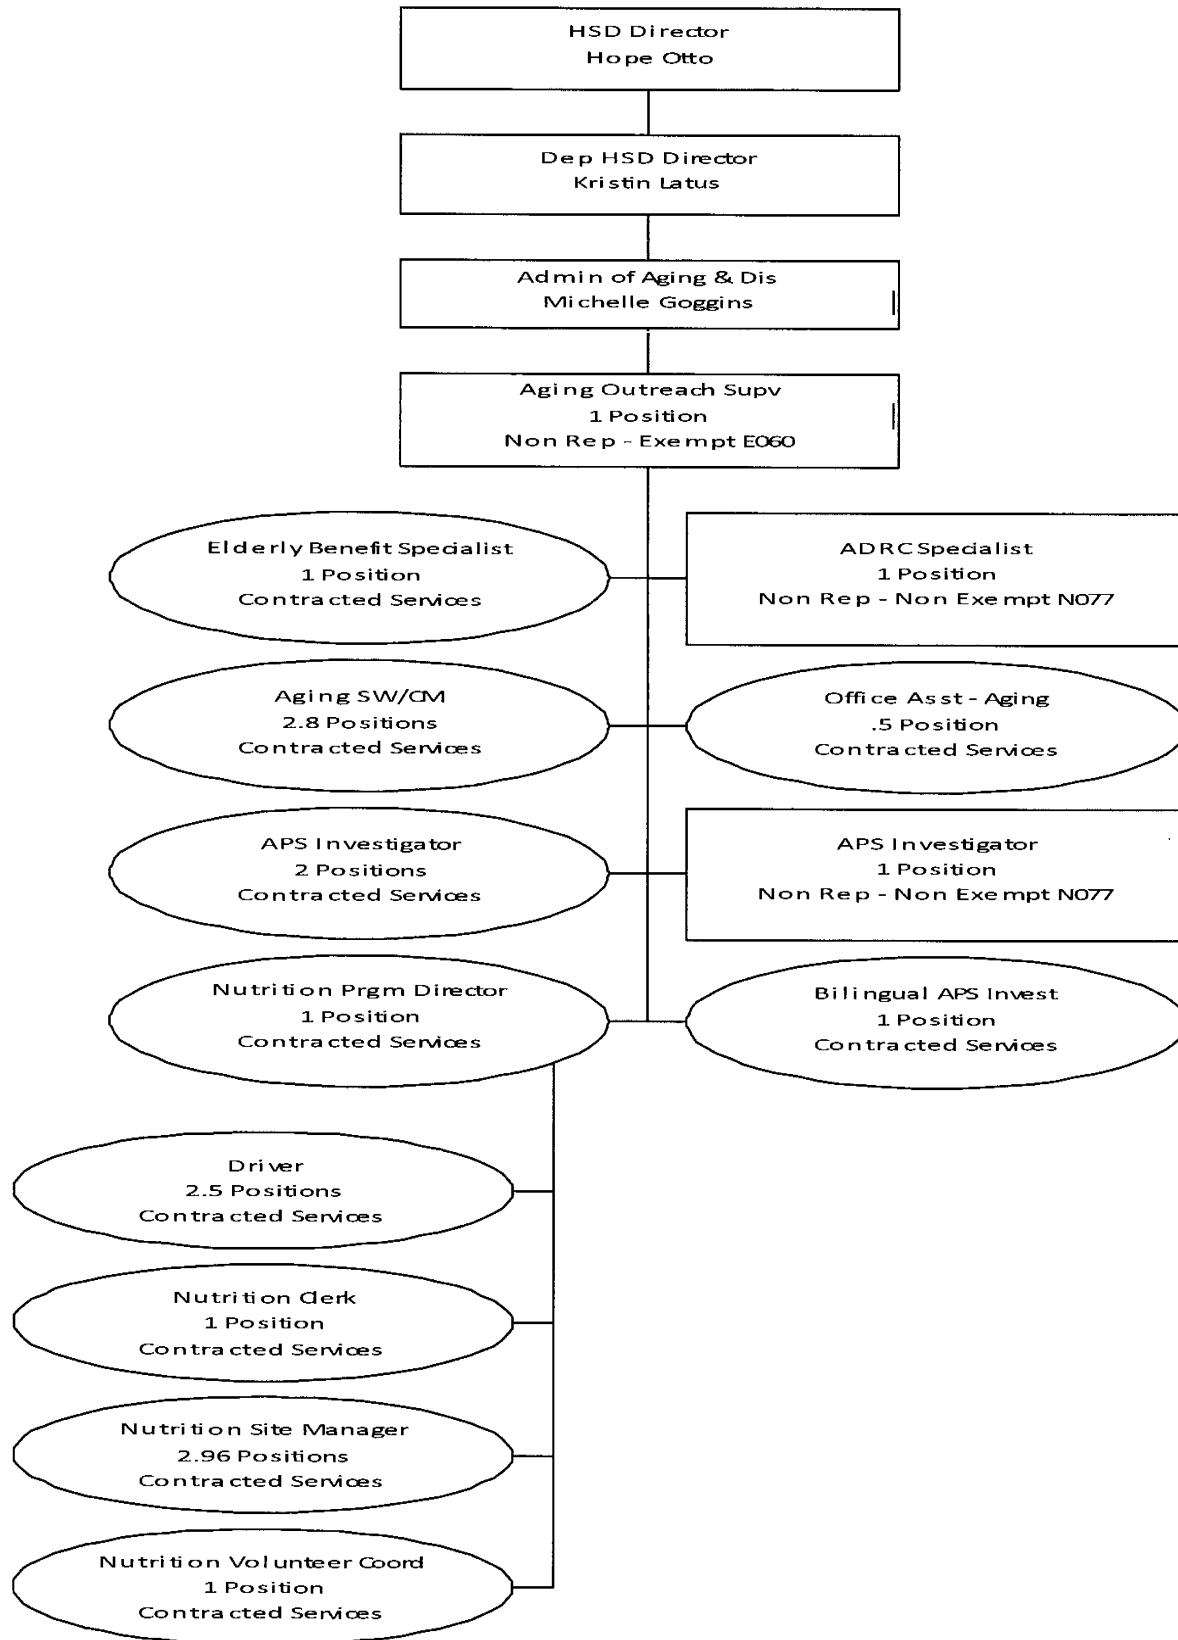 HSD Director
Hope Otto
Dep HSD Director
Kristin Latus
Admin of Aging & Dis
Michelle Goggins
Aging Outreach Supv
1 Position
Non Rep - Exempt E060
Elderly Benefit Specialist
1 Position
Contracted Services
ADRC Specialist
1 Position
Non Rep - Non Exempt N077
Aging SW/CM
2.8 Positions
Contracted Services
Office Asst - Aging
.5 Position
Contracted Services
APS Investigator
2 Positions
Contracted Services
APS Investigator
1 Position
Non Rep - Non Exempt N077
Nutrition Prgm Director
1 Position
Contracted Services
Bilingual APS Invest
1 Position
Contracted Services
Driver
2.5 Positions
Contracted Services
Nutrition Clerk
1 Position
Contracted Services
Nutrition Site Manager
2.96 Positions
Contracted Services
Nutrition Volunteer Coord
1 Position
Contracted Services